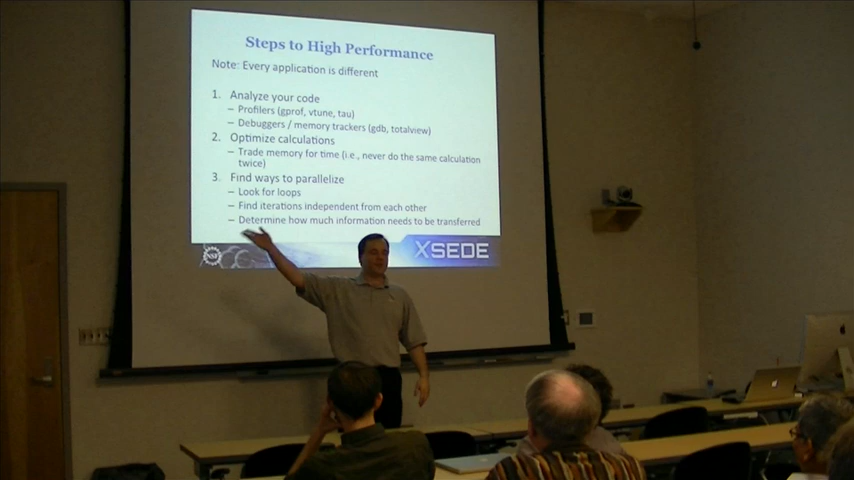 Steps to High Performance
Note: Every application is different
1. Analyze your code
– Profilers (gprof, vtune, tau)
– Debuggers / memory trackers (gdb, totalview)
2. Optimize calculations
– Trade memory for time (i.e., never do the same calculation
twice)
3. Find ways to parallelize
– Look for loops
– Find iterations independent from each other
– Determine how much information needs to be transferred
NSF
XSEDE